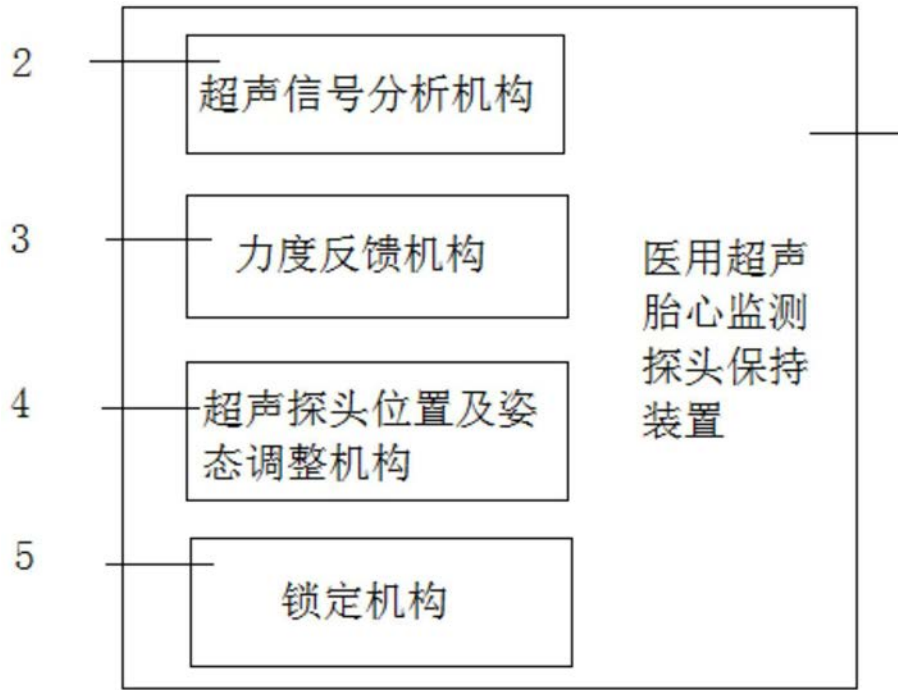 2
超声信号分析机构
3
力度反馈机构
医用超声
胎心监测
探头保持
装置
4
超声探头位置及姿
态调整机构
5
锁定机构